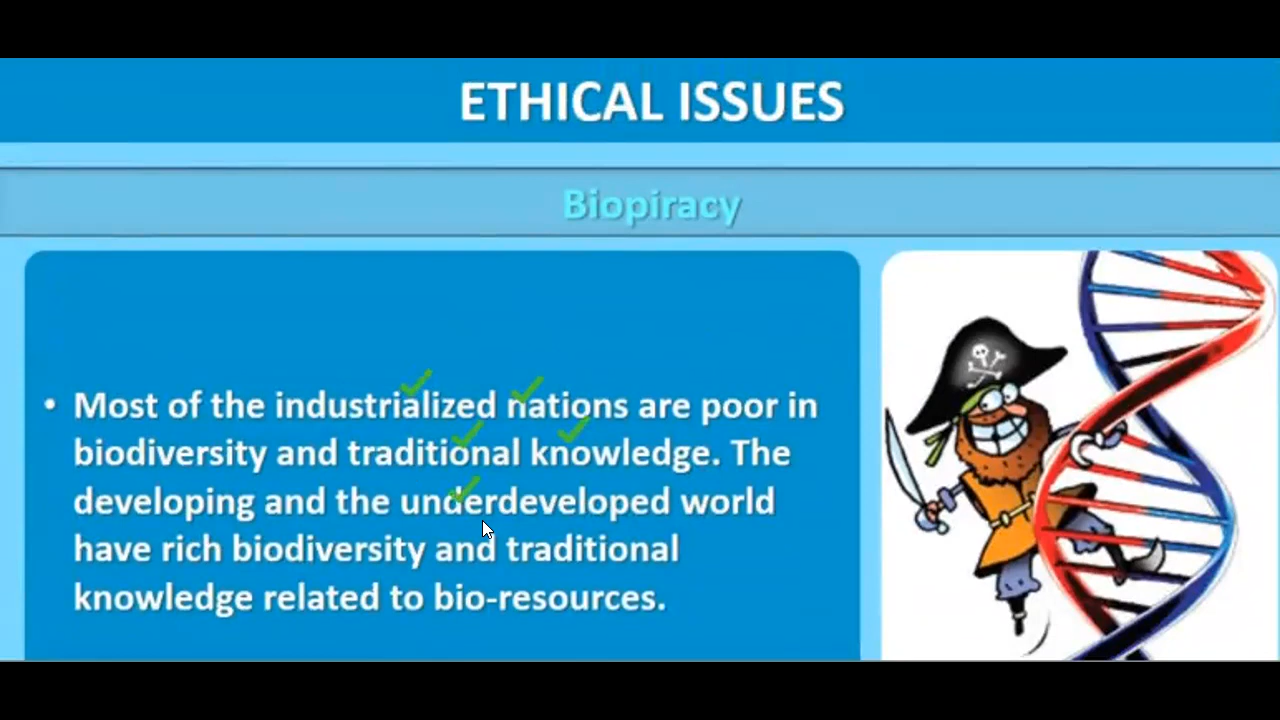 ETHICAL ISSUES
Biopiracy
• Most of the industrialized nations are poor in
biodiversity and traditional knowledge. The
developing and the underdeveloped world
have rich biodiversity and traditional
knowledge related to bio-resources.